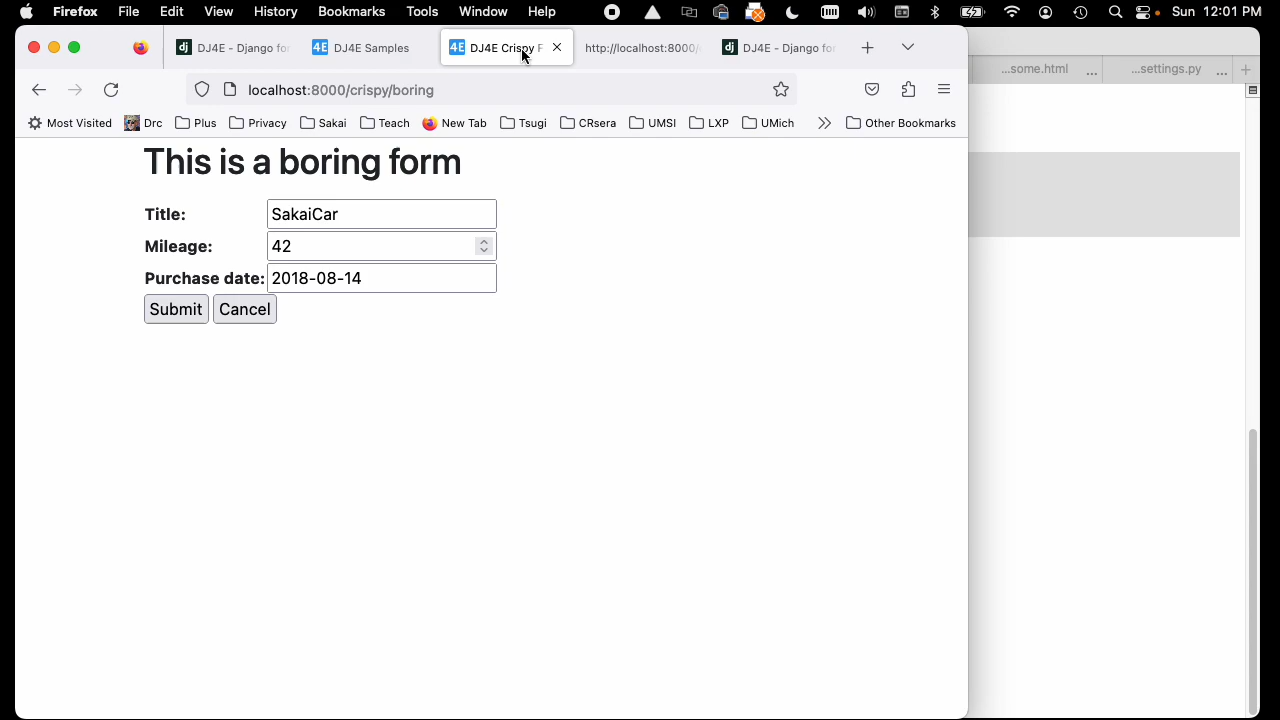 Firefox File Edit View History Bookmarks Tools Window Help Sun 12:01 PM
DJ4E - Django for DJ4E Samples DJ4E Crispy F http://localhost:8000/ DJ4E - Django for
...some.html ... ...settings.py ...
localhost:8000/crispy/boring
Most Visited Drc Plus Privacy Sakai Teach New Tab Tsugi CRsera UMSI LXP UMich Other Bookmarks
This is a boring form
Title: SakaiCar
Mileage: 42
Purchase date: 2018-08-14
Submit Cancel